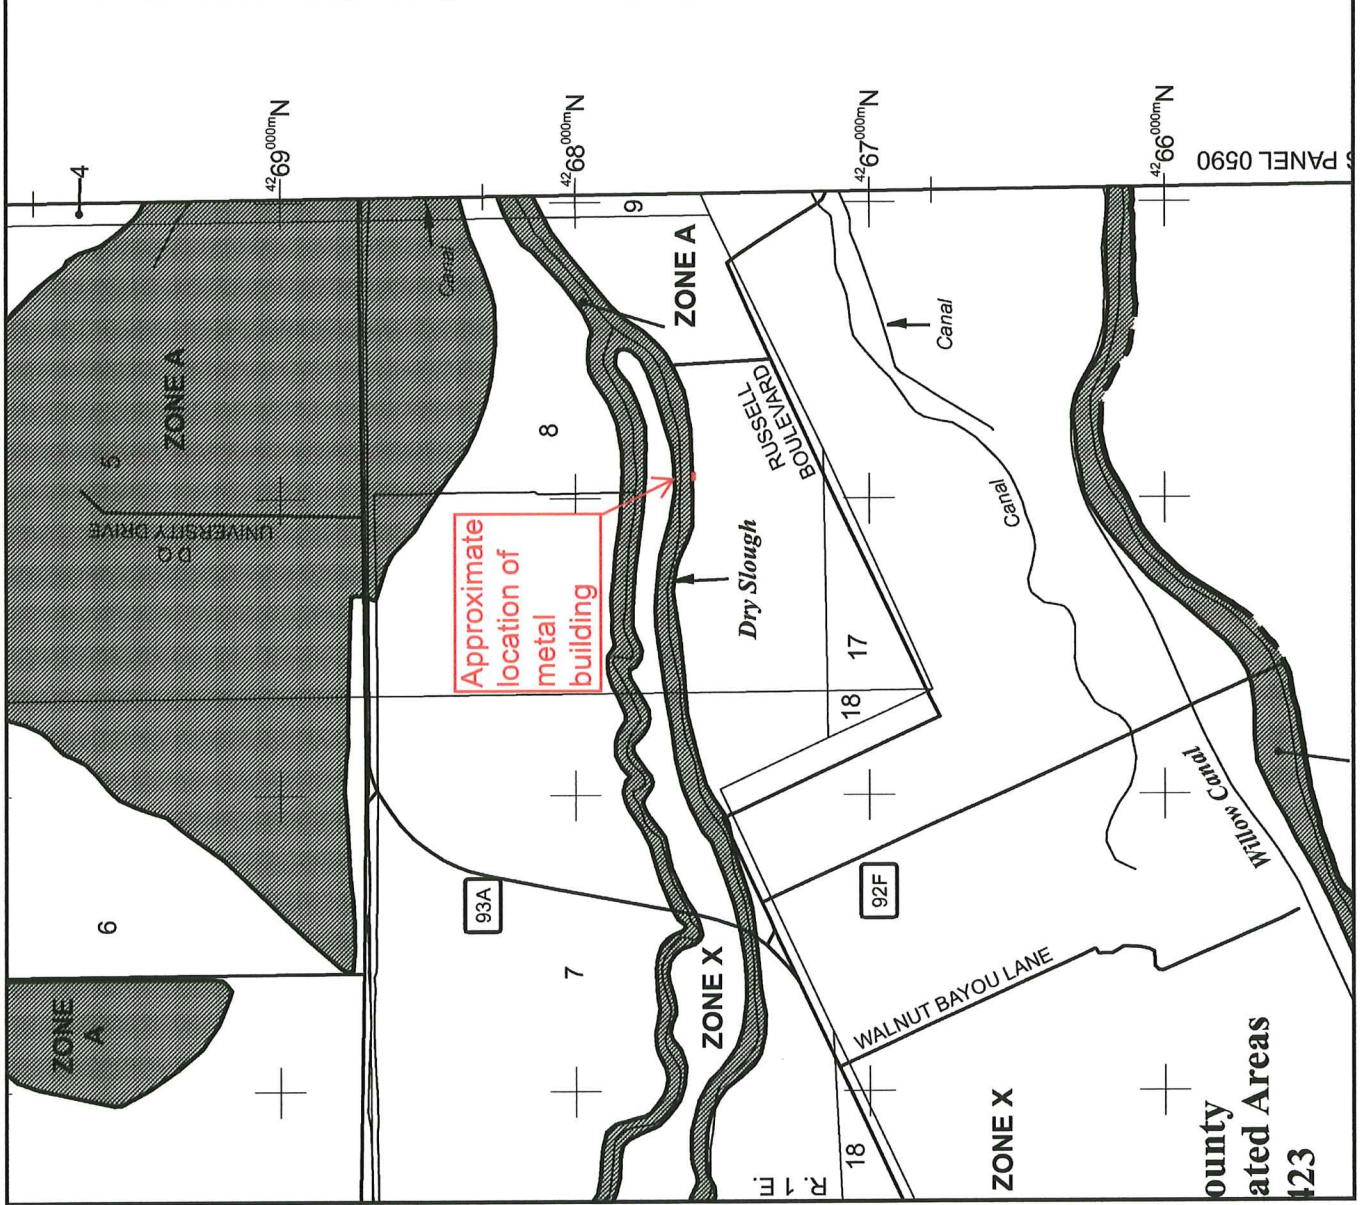 4
⁴²69⁰⁰⁰ᵐN
⁴²68⁰⁰⁰ᵐN
⁴²67⁰⁰⁰ᵐN
⁴²66⁰⁰⁰ᵐN
PANEL 0590
Canal
9
ZONE A
ZONE A
5
D Q
UNIVERSITY DRIVE
8
RUSSELL
BOULEVARD
Canal
Canal
Approximate
location of
metal
building
Dry Slough
17
18
Willow Canal
6
93A
92F
7
ZONE X
WALNUT BAYOU LANE
ZONE
A
R. 1 E.
18
ZONE X
ounty
ated Areas
423